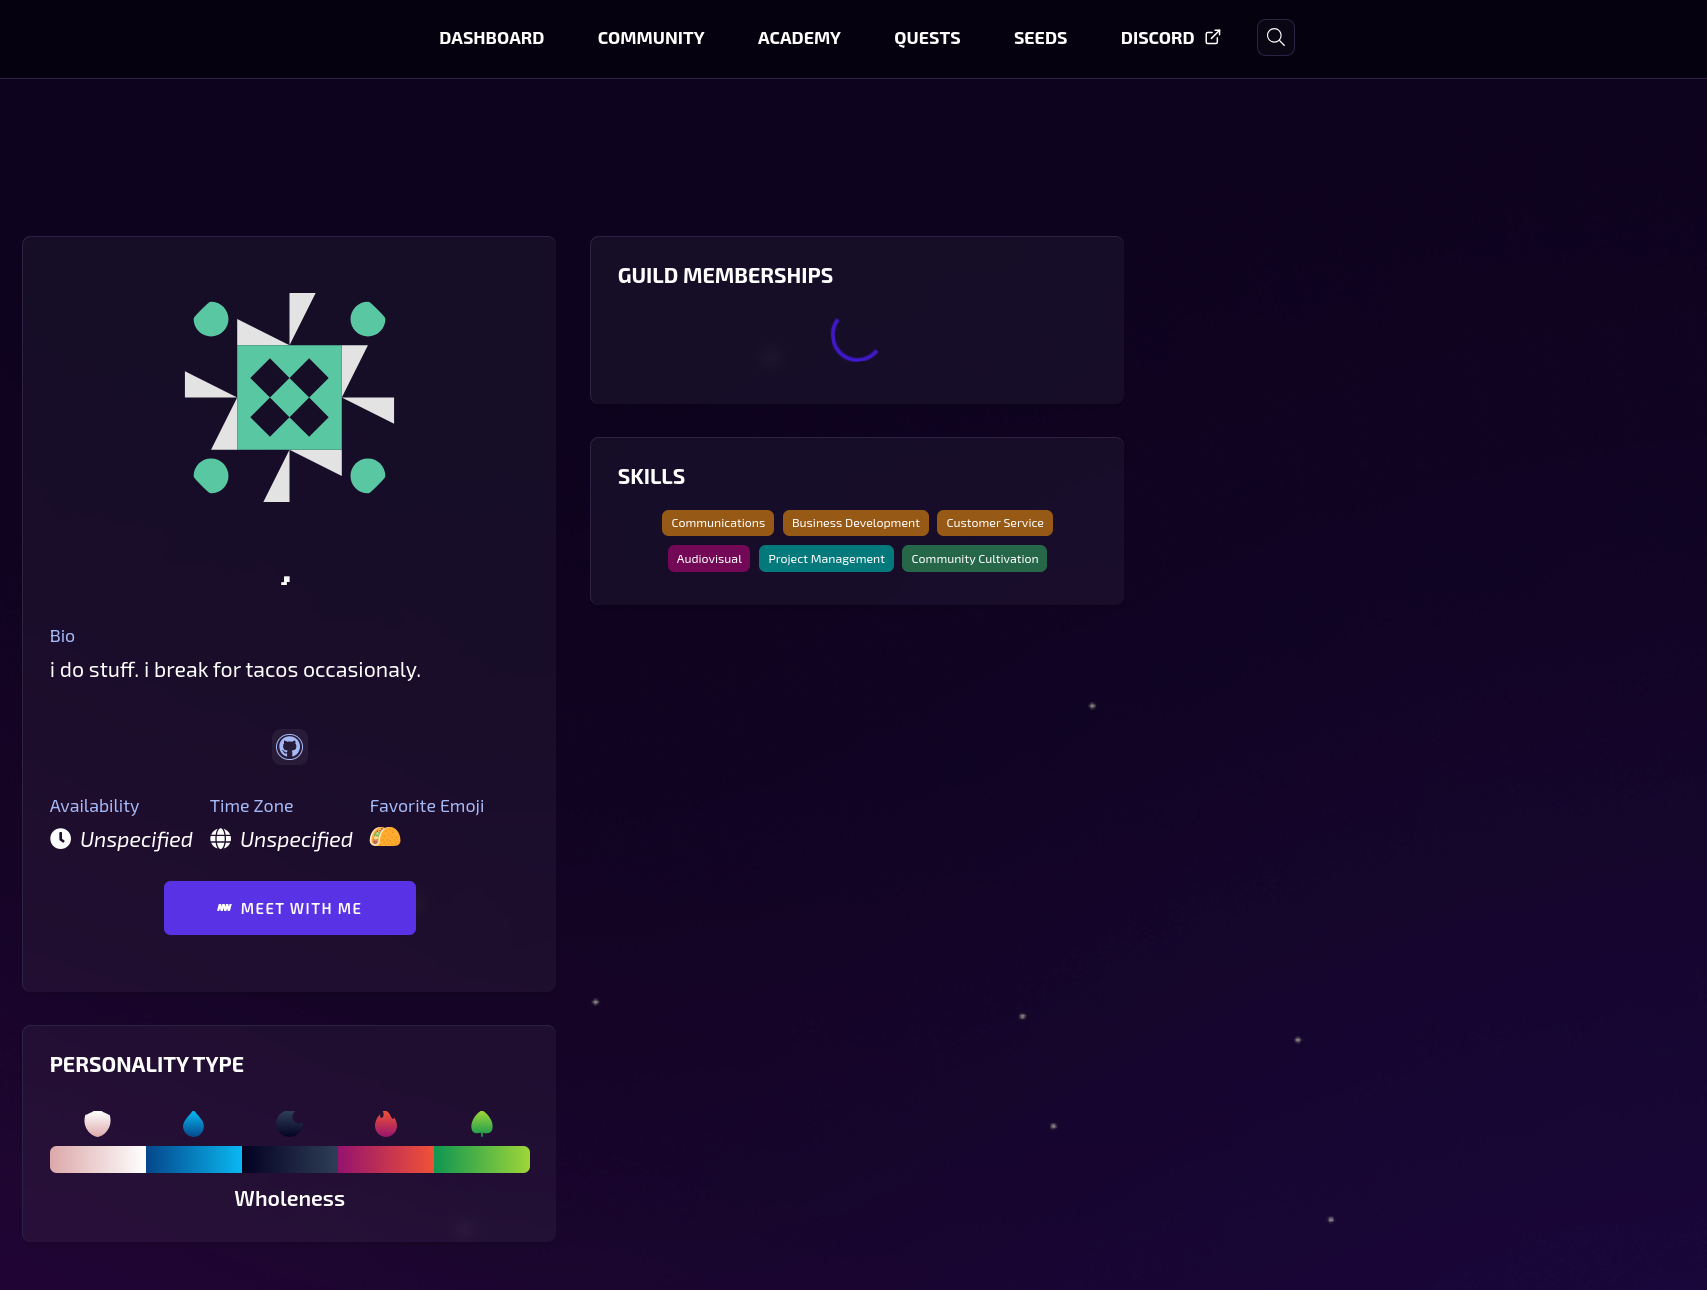 DASHBOARD COMMUNITY ACADEMY QUESTS SEEDS DISCORD
Bio
i do stuff. i break for tacos occasionaly.
Availability Time Zone Favorite Emoji
Unspecified Unspecified
MEET WITH ME
PERSONALITY TYPE
Wholeness
GUILD MEMBERSHIPS
SKILLS
Communications Business Development Customer Service
Audiovisual Project Management Community Cultivation